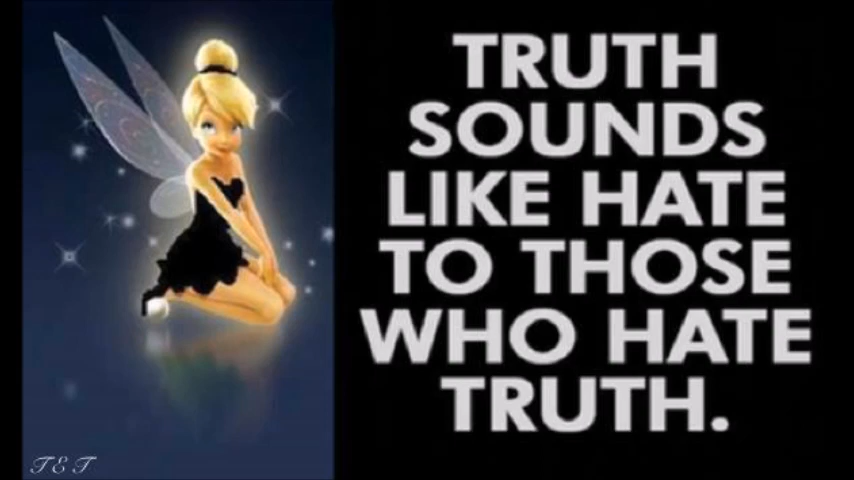 TRUTH
SOUNDS
LIKE HATE
TO THOSE
WHO HATE
TRUTH.
T&T